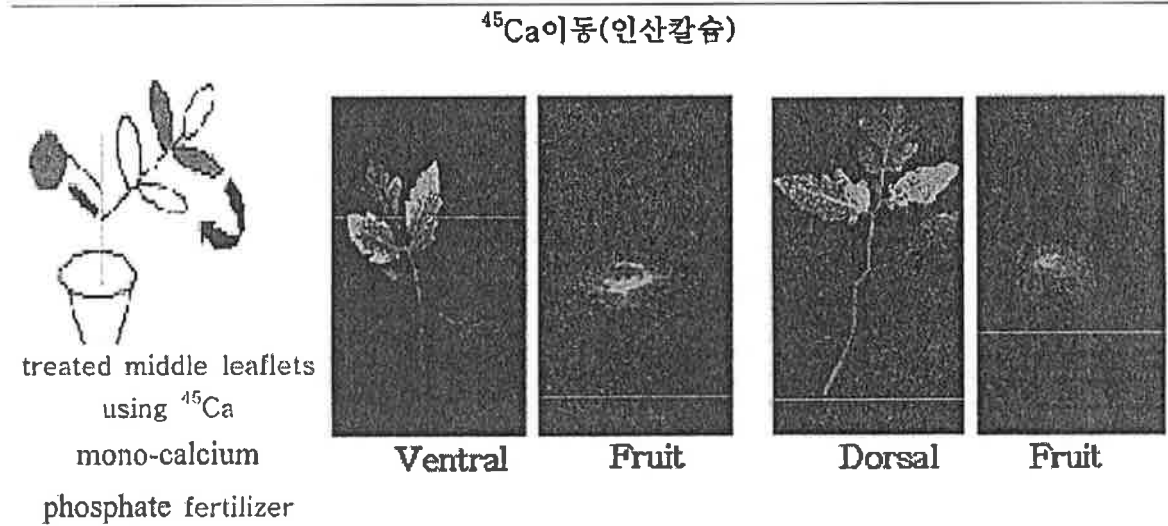 ⁴⁵Ca이동(인산칼슘)
treated middle leaflets
using ⁴⁵Ca
mono-calcium
phosphate fertilizer
Ventral
Fruit
Dorsal
Fruit